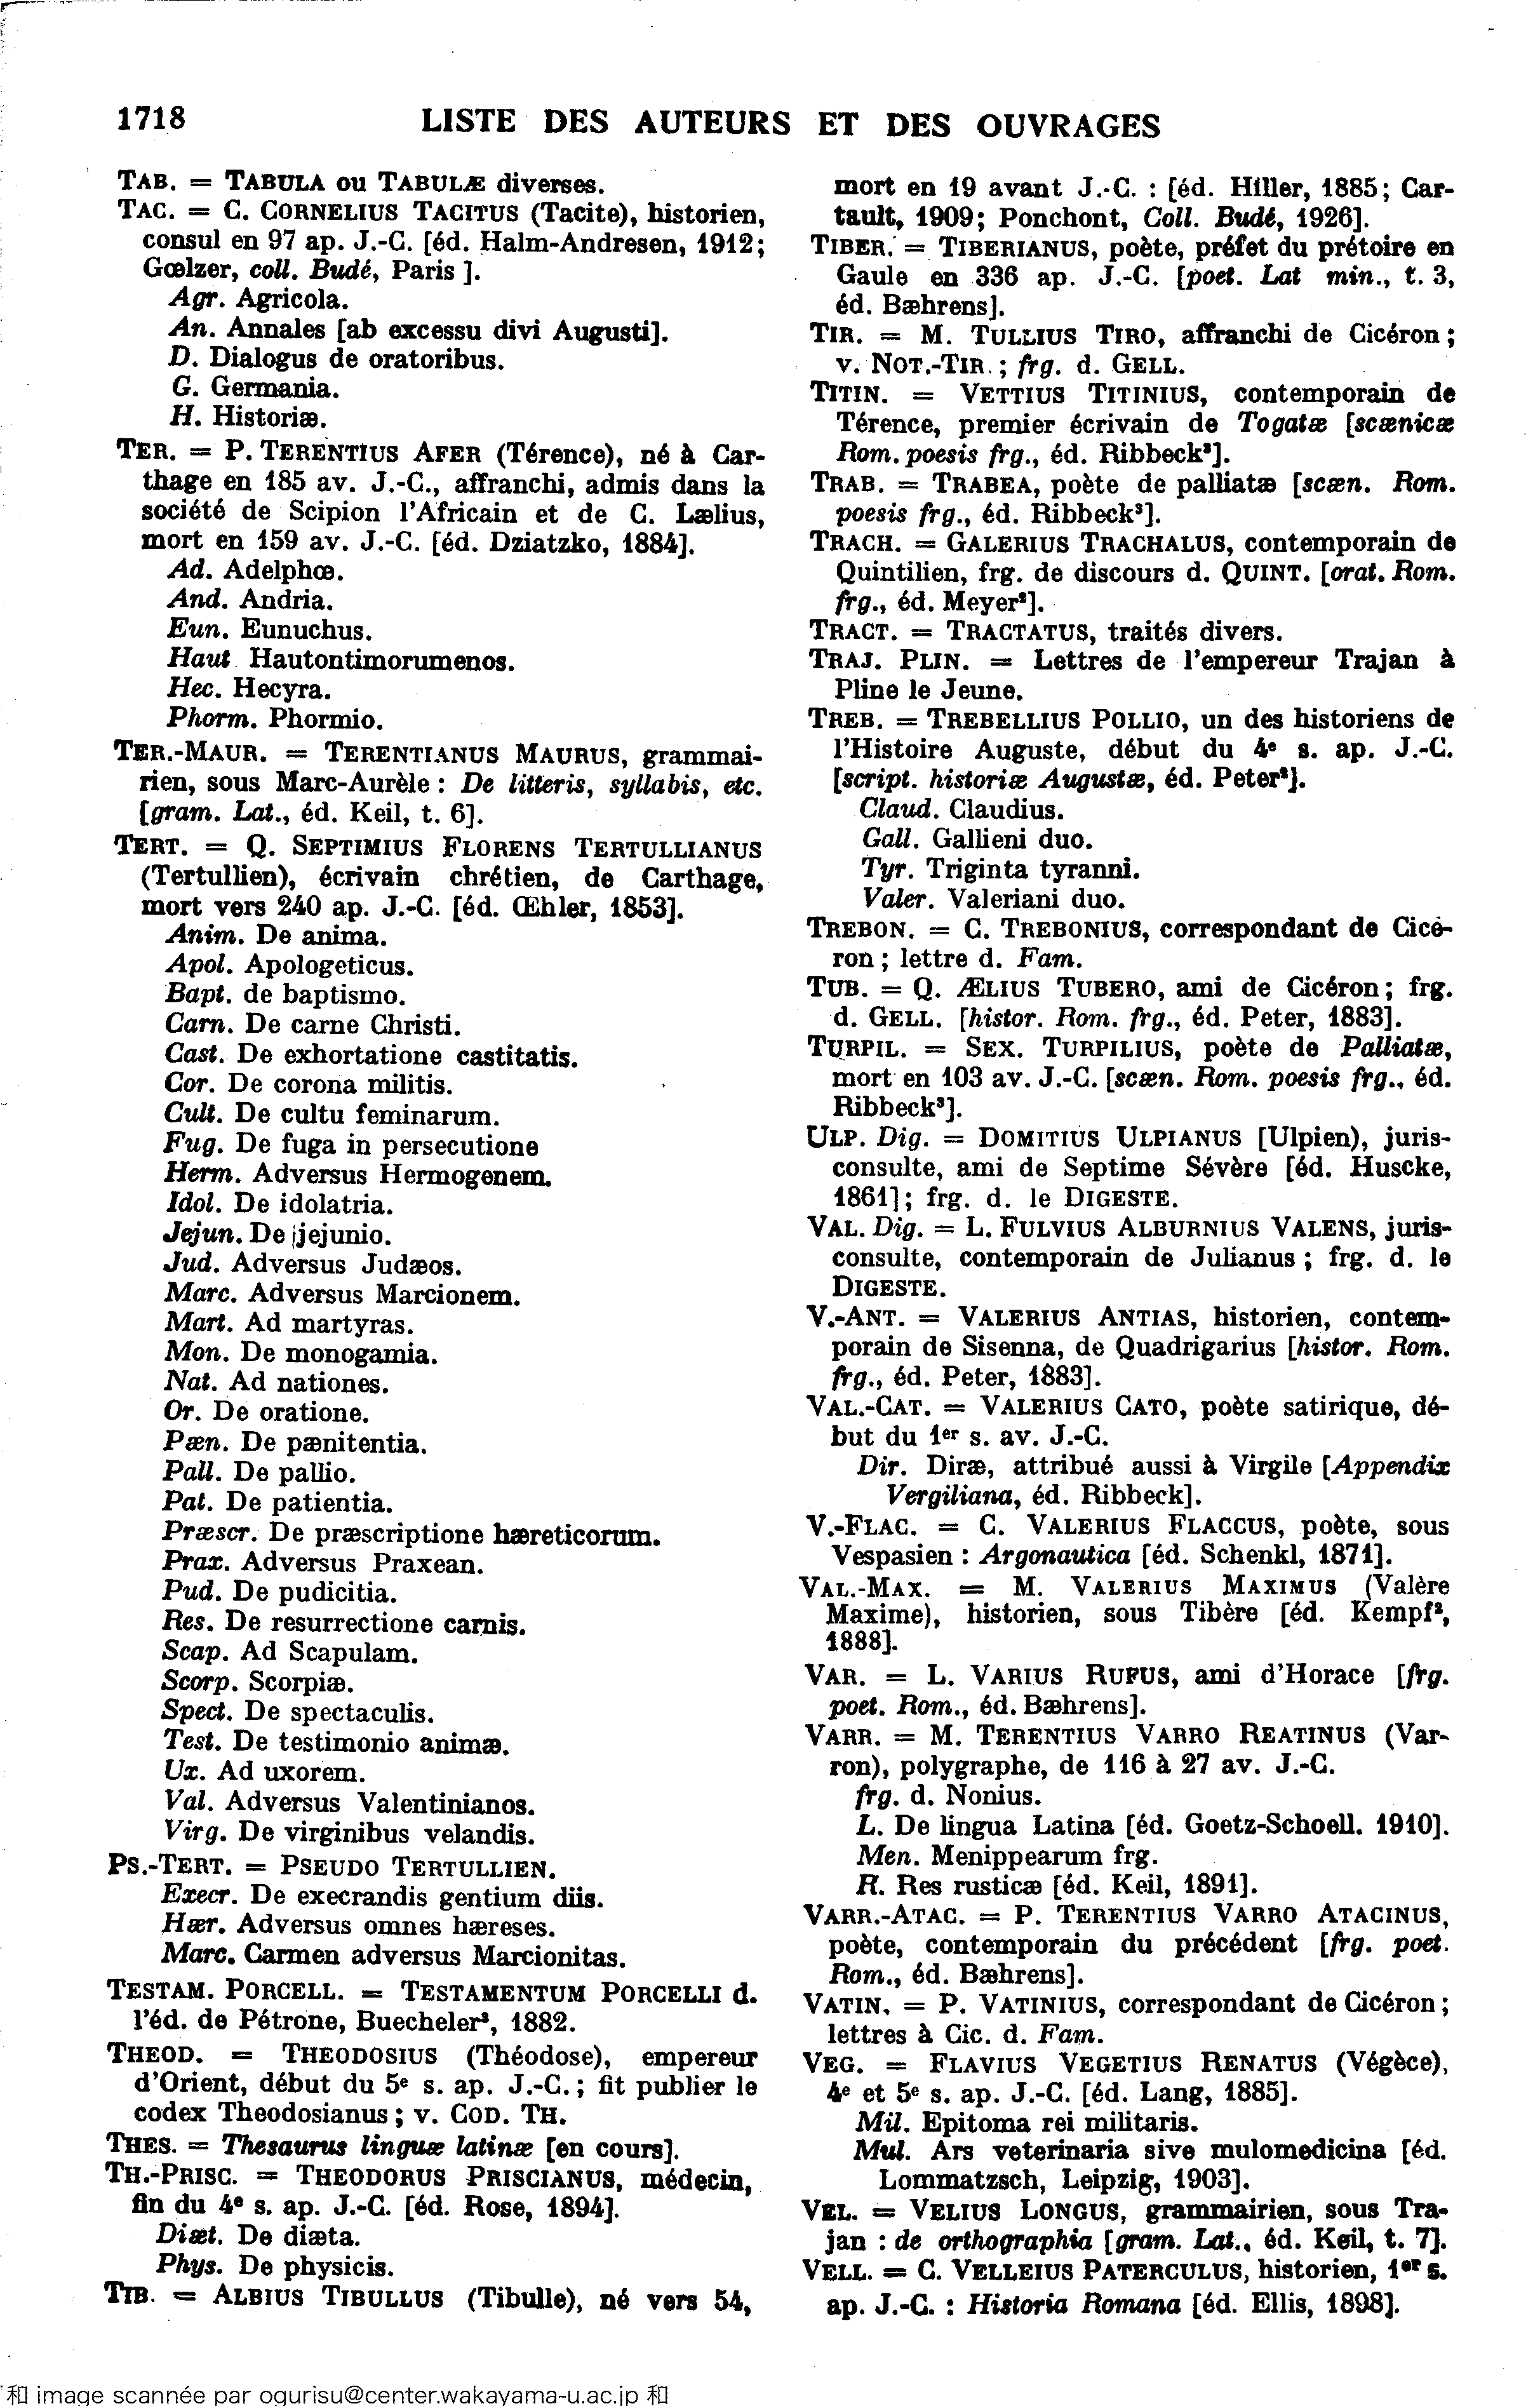 1718 LISTE DES AUTEURS ET DES OUVRAGES
TAB. = TABULA ou TABULÆ diverses.
TAC. = C. CORNELIUS TACITUS (Tacite), historien,
consul en 97 ap. J.-C. [éd. Halm-Andresen, 1912;
Gœlzer, coll. Budé, Paris ].
Agr. Agricola.
An. Annales [ab excessu divi Augusti].
D. Dialogus de oratoribus.
G. Germania.
H. Historiæ.
TER. = P. TERENTIUS AFER (Térence), né à Car-
thage en 185 av. J.-C., affranchi, admis dans la
société de Scipion l'Africain et de C. Lælius,
mort en 159 av. J.-C. [éd. Dziatzko, 1884].
Ad. Adelphœ.
And. Andria.
Eun. Eunuchus.
Haut Hautontimorumenos.
Hec. Hecyra.
Phorm. Phormio.
TER.-MAUR. = TERENTIANUS MAURUS, grammai-
rien, sous Marc-Aurèle : De litteris, syllabis, etc.
[gram. Lat., éd. Keil, t. 6].
TERT. = Q. SEPTIMIUS FLORENS TERTULLIANUS
(Tertullien), écrivain chrétien, de Carthage,
mort vers 240 ap. J.-C. [éd. Œhler, 1853].
Anim. De anima.
Apol. Apologeticus.
Bapt. de baptismo.
Carn. De carne Christi.
Cast. De exhortatione castitatis.
Cor. De corona militis.
Cult. De cultu feminarum.
Fug. De fuga in persecutione
Herm. Adversus Hermogenem.
Idol. De idolatria.
Jejun. De jejunio.
Jud. Adversus Judæos.
Marc. Adversus Marcionem.
Mart. Ad martyras.
Mon. De monogamia.
Nat. Ad nationes.
Or. De oratione.
Pæn. De pænitentia.
Pall. De pallio.
Pat. De patientia.
Præscr. De præscriptione hæreticorum.
Prax. Adversus Praxean.
Pud. De pudicitia.
Res. De resurrectione carnis.
Scap. Ad Scapulam.
Scorp. Scorpiæ.
Spect. De spectaculis.
Test. De testimonio animæ.
Ux. Ad uxorem.
Val. Adversus Valentinianos.
Virg. De virginibus velandis.
PS.-TERT. = PSEUDO TERTULLIEN.
Execr. De execrandis gentium diis.
Hær. Adversus omnes hæreses.
Marc. Carmen adversus Marcionitas.
TESTAM. PORCELL. = TESTAMENTUM PORCELLI d.
l'éd. de Pétrone, Buecheler³, 1882.
THEOD. = THEODOSIUS (Théodose), empereur
d'Orient, début du 5e s. ap. J.-C. ; fit publier le
codex Theodosianus ; v. COD. TH.
THES. = Thesaurus linguæ latinæ [en cours].
TH.-PRISC. = THEODORUS PRISCIANUS, médecin,
fin du 4e s. ap. J.-C. [éd. Rose, 1894].
Diæt. De diæta.
Phys. De physicis.
TIB. = ALBIUS TIBULLUS (Tibulle), né vers 54,
mort en 19 avant J.-C. : [éd. Hiller, 1885; Car-
tault, 1909; Ponchont, Coll. Budé, 1926].
TIBER. = TIBERIANUS, poète, préfet du prétoire en
Gaule en 336 ap. J.-C. [poet. Lat min., t. 3,
éd. Bæhrens].
TIR. = M. TULLIUS TIRO, affranchi de Cicéron ;
v. NOT.-TIR. ; frg. d. GELL.
TITIN. = VETTIUS TITINIUS, contemporain de
Térence, premier écrivain de Togatæ [scænicæ
Rom. poesis frg., éd. Ribbeck³].
TRAB. = TRABEA, poète de palliatæ [scæn. Rom.
poesis frg., éd. Ribbeck³].
TRACH. = GALERIUS TRACHALUS, contemporain de
Quintilien, frg. de discours d. QUINT. [orat. Rom.
frg., éd. Meyer²].
TRACT. = TRACTATUS, traités divers.
TRAJ. PLIN. = Lettres de l'empereur Trajan à
Pline le Jeune.
TREB. = TREBELLIUS POLLIO, un des historiens de
l'Histoire Auguste, début du 4e s. ap. J.-C.
[script. historiæ Augustæ, éd. Peter²].
Claud. Claudius.
Gall. Gallieni duo.
Tyr. Triginta tyranni.
Valer. Valeriani duo.
TREBON. = C. TREBONIUS, correspondant de Cicé-
ron ; lettre d. Fam.
TUB. = Q. ÆLIUS TUBERO, ami de Cicéron ; frg.
d. GELL. [histor. Rom. frg., éd. Peter, 1883].
TURPIL. = SEX. TURPILIUS, poète de Palliatæ,
mort en 103 av. J.-C. [scæn. Rom. poesis frg., éd.
Ribbeck³].
ULP. Dig. = DOMITIUS ULPIANUS [Ulpien), juris-
consulte, ami de Septime Sévère [éd. Huscke,
1861]; frg. d. le DIGESTE.
VAL. Dig. = L. FULVIUS ALBURNIUS VALENS, juris-
consulte, contemporain de Julianus ; frg. d. le
DIGESTE.
V.-ANT. = VALERIUS ANTIAS, historien, contem-
porain de Sisenna, de Quadrigarius [histor. Rom.
frg., éd. Peter, 1883].
VAL.-CAT. = VALERIUS CATO, poète satirique, dé-
but du 1er s. av. J.-C.
Dir. Diræ, attribué aussi à Virgile [Appendix
Vergiliana, éd. Ribbeck].
V.-FLAC. = C. VALERIUS FLACCUS, poète, sous
Vespasien : Argonautica [éd. Schenkl, 1871].
VAL.-MAX. = M. VALERIUS MAXIMUS (Valère
Maxime), historien, sous Tibère [éd. Kempf²,
1888].
VAR. = L. VARIUS RUFUS, ami d'Horace [frg.
poet. Rom., éd. Bæhrens].
VARR. = M. TERENTIUS VARRO REATINUS (Var-
ron), polygraphe, de 116 à 27 av. J.-C.
frg. d. Nonius.
L. De lingua Latina [éd. Goetz-Schoell. 1910].
Men. Menippearum frg.
R. Res rusticæ [éd. Keil, 1891].
VARR.-ATAC. = P. TERENTIUS VARRO ATACINUS,
poète, contemporain du précédent [frg. poet.
Rom., éd. Bæhrens].
VATIN. = P. VATINIUS, correspondant de Cicéron ;
lettres à Cic. d. Fam.
VEG. = FLAVIUS VEGETIUS RENATUS (Végèce),
4e et 5e s. ap. J.-C. [éd. Lang, 1885].
Mil. Epitoma rei militaris.
Mul. Ars veterinaria sive mulomedicina [éd.
Lommatzsch, Leipzig, 1903].
VEL. = VELIUS LONGUS, grammairien, sous Tra-
jan : de orthographia [gram. Lat., éd. Keil, t. 7].
VELL. = C. VELLEIUS PATERCULUS, historien, 1er s.
ap. J.-C. : Historia Romana [éd. Ellis, 1898].
和 image scannée par ogurisu@center.wakayama-u.ac.jp 和